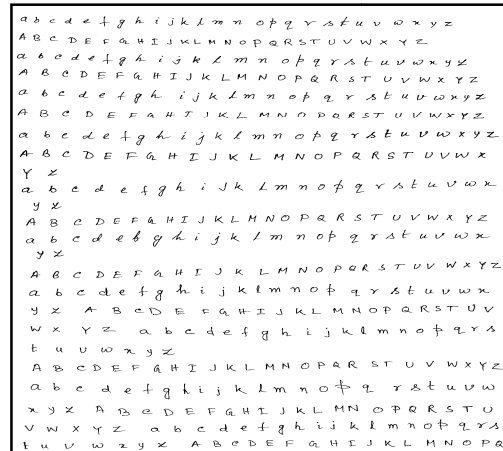 a b c d e f g h i j k l m n o p q r s t u v w x y z
A B C D E F G H I J K L M N O P Q R S T U V W X Y Z
a b c d e f g h i j k l m n o p q r s t u v w x y z
A B C D E F G H I J K L M N O P Q R S T U V W X Y Z
a b c d e f g h i j k l m n o p q r s t u v w x y z
A B C D E F G H I J K L M N O P Q R S T U V W X Y Z
a b c d e f g h i j k l m n o p q r s t u v w x y z
A B C D E F G H I J K L M N O P Q R S T U V W X
Y Z
a b c d e f g h i j k l m n o p q r s t u v w x
y z
A B C D E F G H I J K L M N O P Q R S T U V W X Y Z
a b c d e f g h i j k l m n o p q r s t u v w x
y z
A B C D E F G H I J K L M N O P Q R S T U V W X Y Z
a b c d e f g h i j k l m n o p q r s t u v w x
y z A B C D E F G H I J K L M N O P Q R S T U V
W X Y Z a b c d e f g h i j k l m n o p q r s
t u v w x y z
A B C D E F G H I J K L M N O P Q R S T U V W X Y Z
a b c d e f g h i j k l m n o p q r s t u v w
x y z A B C D E F G H I J K L M N O P Q R S T U
V W X Y Z a b c d e f g h i j k l m n o p q r s
t u v w x y z A B C D E F G H I J K L M N O P Q